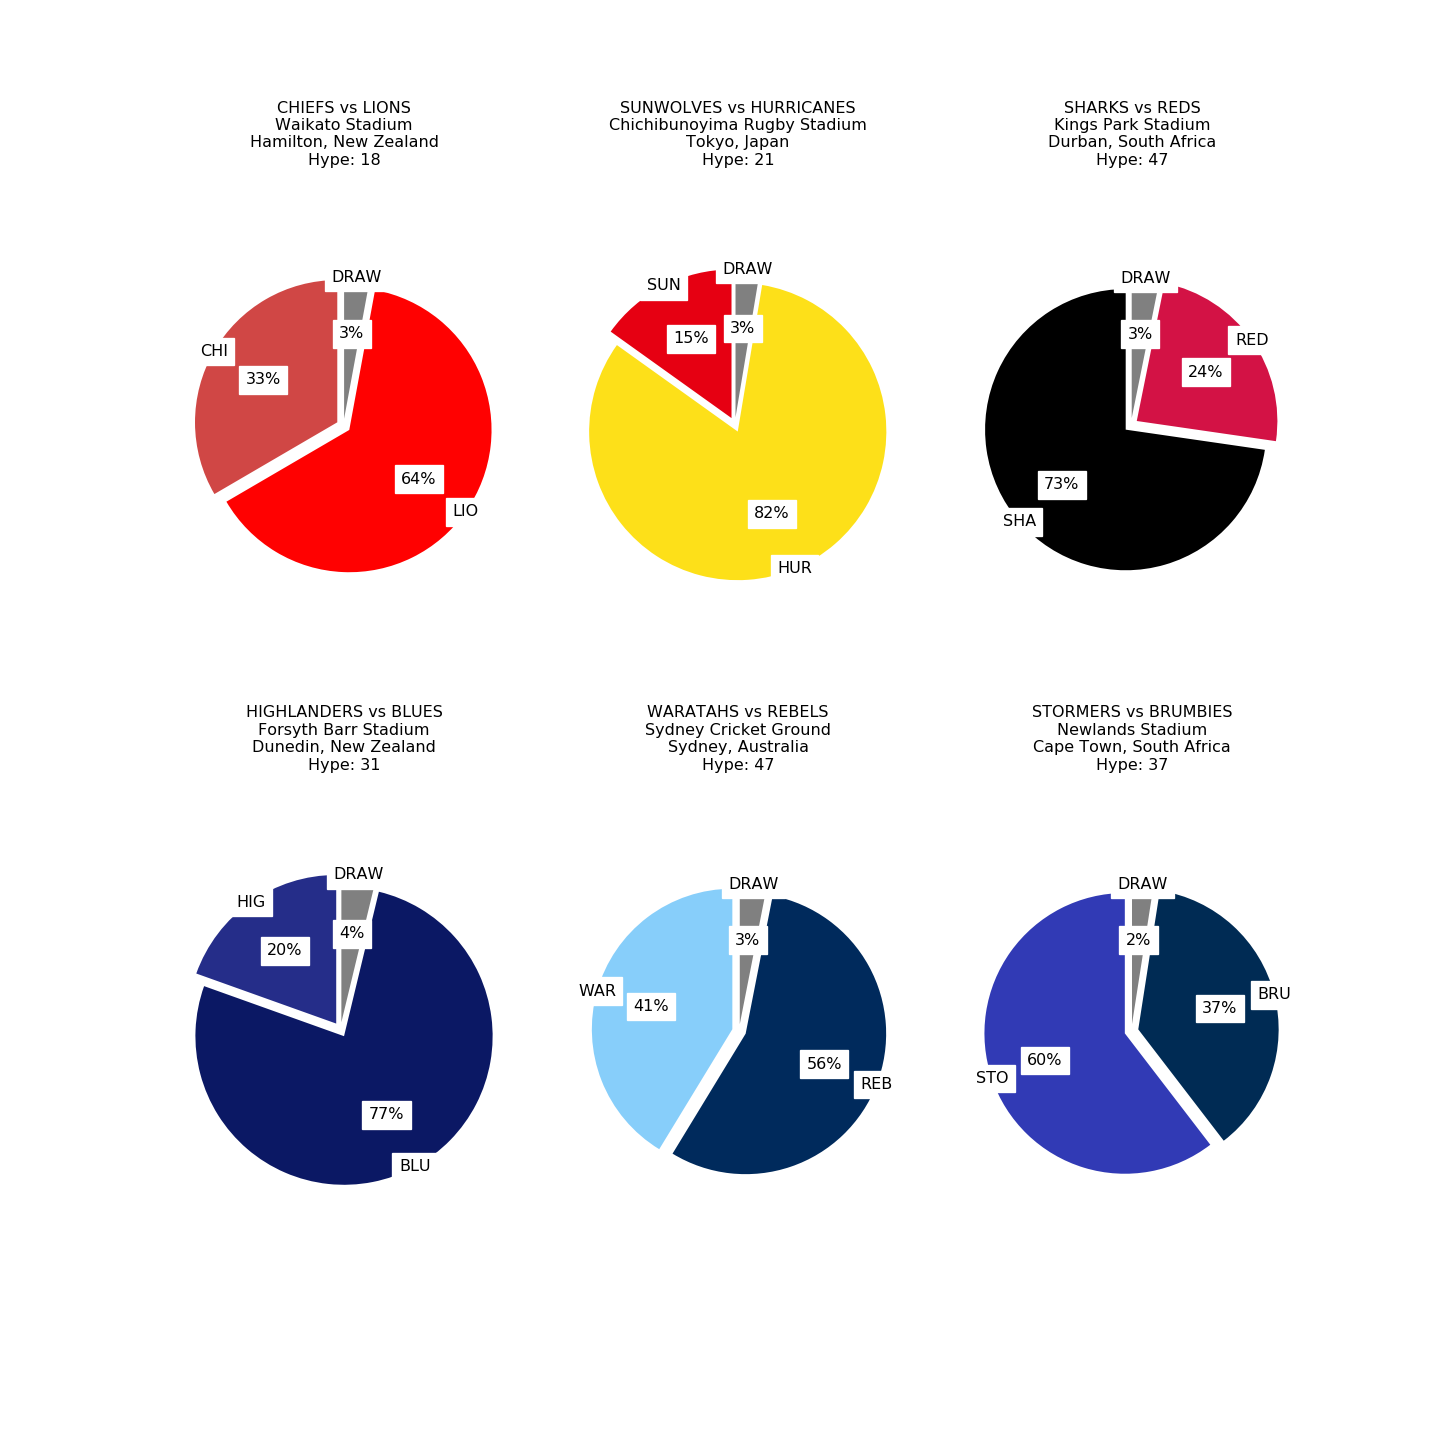 CHIEFS vs LIONS
Waikato Stadium
Hamilton, New Zealand
Hype: 18
DRAW
3%
CHI
33%
64%
LIO
SUNWOLVES vs HURRICANES
Chichibunoyima Rugby Stadium
Tokyo, Japan
Hype: 21
DRAW
SUN
3%
15%
82%
HUR
SHARKS vs REDS
Kings Park Stadium
Durban, South Africa
Hype: 47
DRAW
3%
RED
24%
73%
SHA
HIGHLANDERS vs BLUES
Forsyth Barr Stadium
Dunedin, New Zealand
Hype: 31
DRAW
HIG
4%
20%
77%
BLU
WARATAHS vs REBELS
Sydney Cricket Ground
Sydney, Australia
Hype: 47
DRAW
3%
WAR
41%
56%
REB
STORMERS vs BRUMBIES
Newlands Stadium
Cape Town, South Africa
Hype: 37
DRAW
2%
BRU
37%
60%
STO